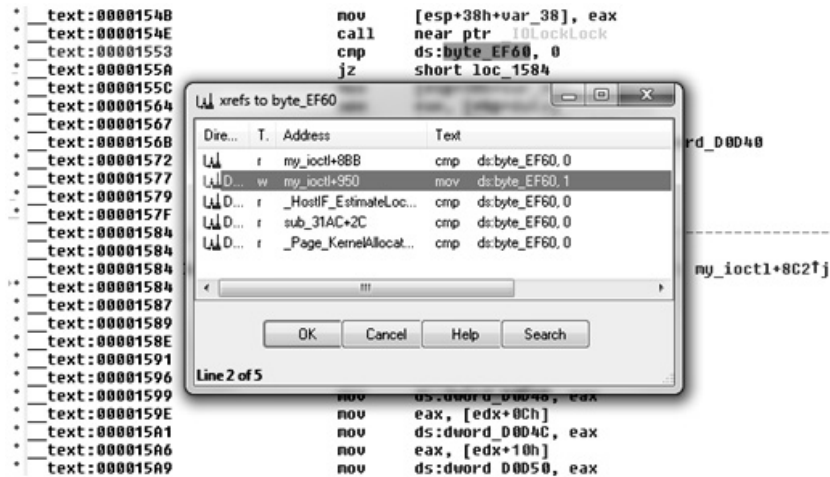 __text:0000154B mov [esp+38h+var_38], eax
__text:0000154E call near ptr _IOLockLock
__text:00001553 cmp ds:byte_EF60, 0
__text:0000155A jz short loc_1584
__text:0000155C
__text:00001564
__text:00001567
__text:0000156B rd_D0D40
__text:00001572
__text:00001577
__text:00001579
__text:0000157F
__text:00001584
__text:00001584
__text:00001584 my_ioctl+8C2↑j
__text:00001584
__text:00001587
__text:00001589
__text:0000158E
__text:00001591
__text:00001596
__text:00001599 mov ds:dword_D0D48, eax
__text:0000159E mov eax, [edx+0Ch]
__text:000015A1 mov ds:dword_D0D4C, eax
__text:000015A6 mov eax, [edx+10h]
__text:000015A9 mov ds:dword_D0D50, eax
xrefs to byte_EF60
Dire... T. Address Text
r my_ioctl+8BB cmp ds:byte_EF60, 0
D... w my_ioctl+950 mov ds:byte_EF60, 1
D... r _HostIF_EstimateLoc... cmp ds:byte_EF60, 0
D... r sub_31AC+2C cmp ds:byte_EF60, 0
D... r _Page_KernelAllocat... cmp ds:byte_EF60, 0
OK Cancel Help Search
Line 2 of 5